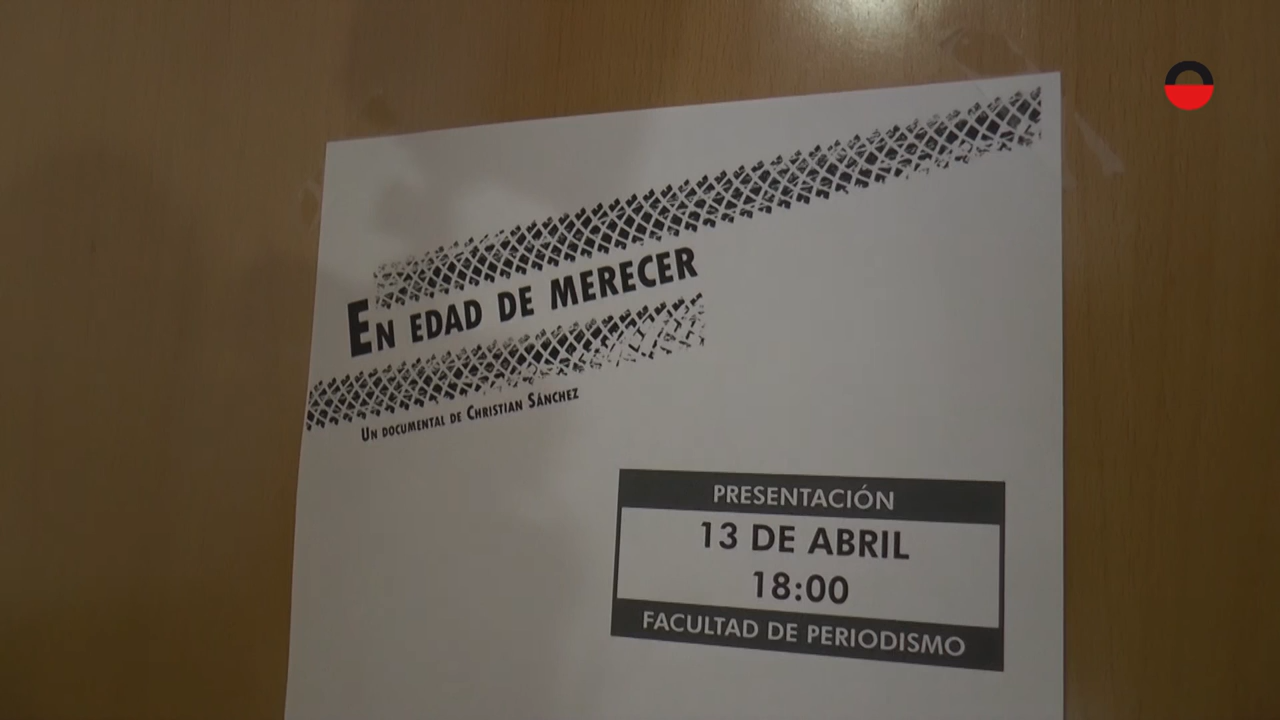 EN EDAD DE MERECER
UN DOCUMENTAL DE CHRISTIAN SÁNCHEZ
PRESENTACIÓN
13 DE ABRIL
18:00
FACULTAD DE PERIODISMO